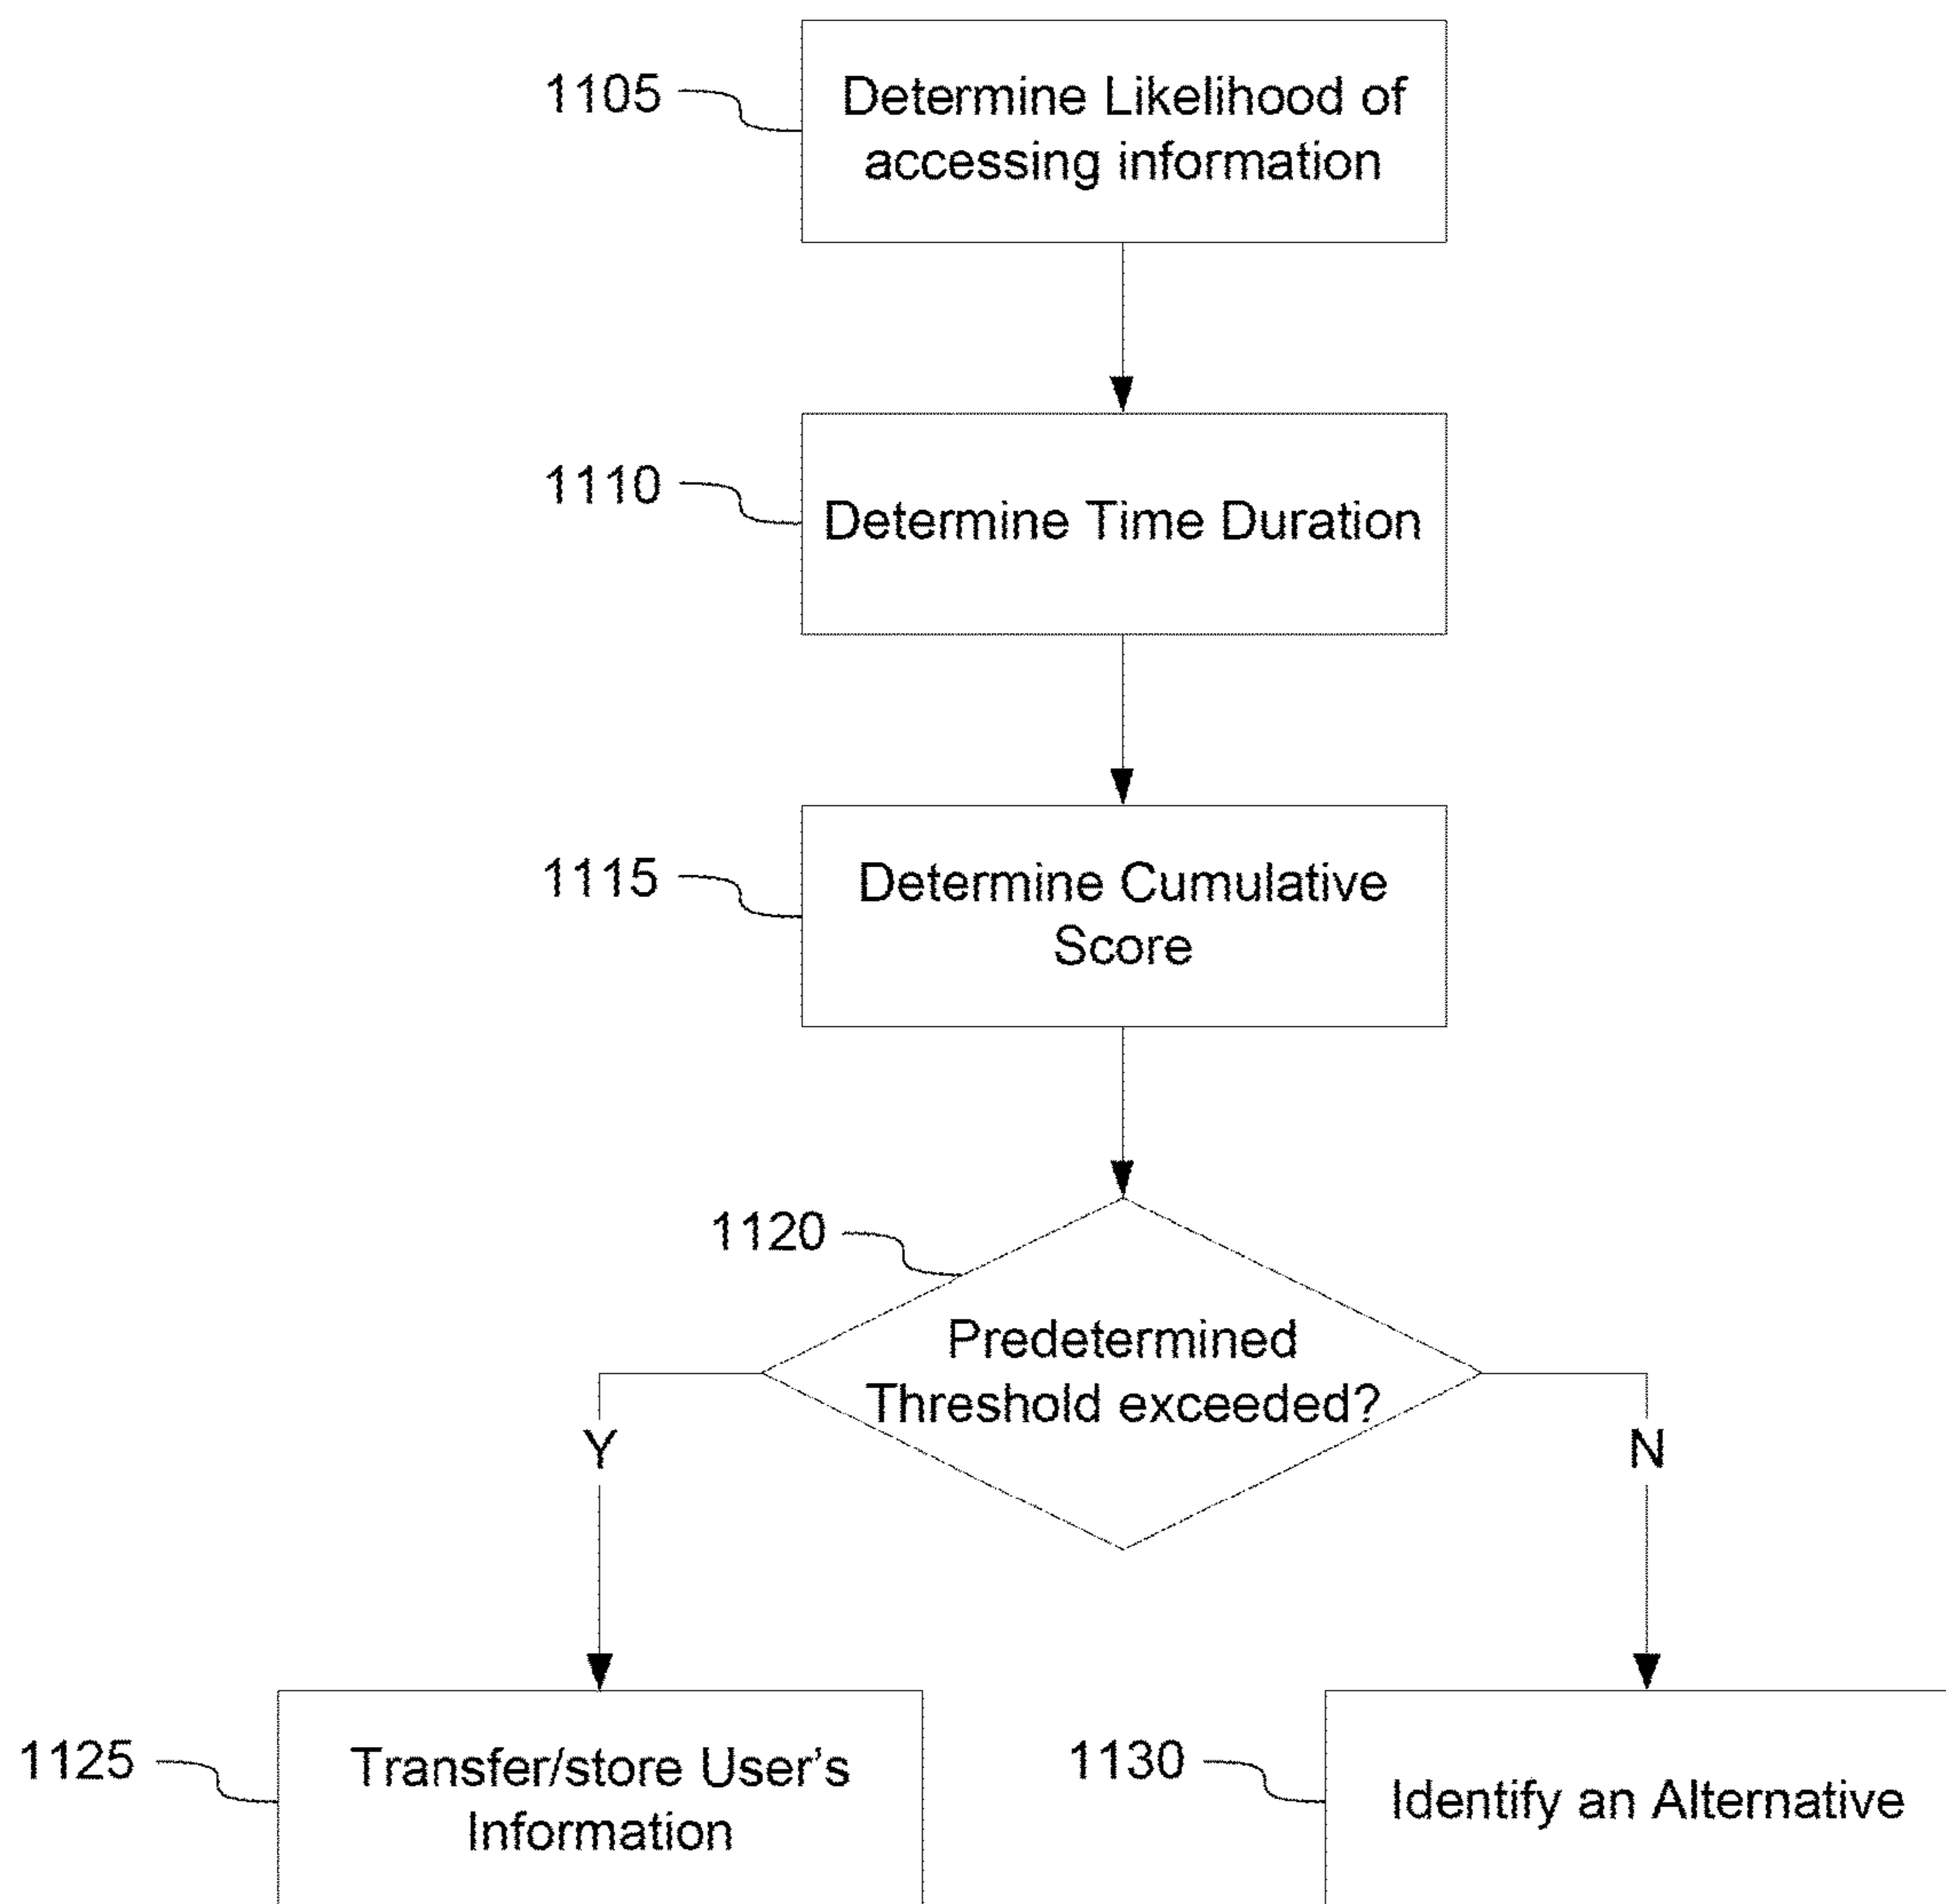 1105
Determine Likelihood of
accessing information
1110
Determine Time Duration
1115
Determine Cumulative
Score
1120
Predetermined
Threshold exceeded?
Y
N
1125
Transfer/store User's
Information
1130
Identify an Alternative